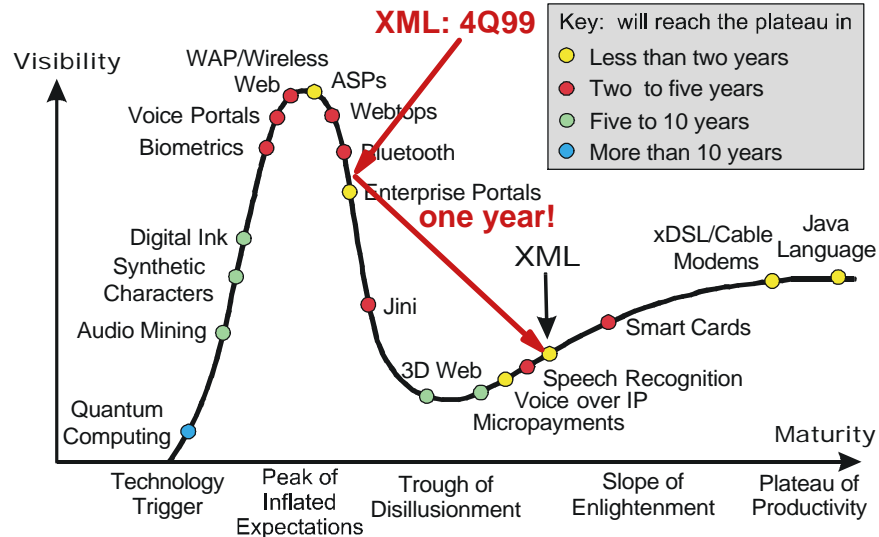 XML: 4Q99
Key: will reach the plateau in
Less than two years
Two to five years
Five to 10 years
More than 10 years
Visibility
WAP/Wireless
Web
ASPs
Voice Portals
Webtops
Biometrics
Bluetooth
Enterprise Portals
one year!
Digital Ink
Synthetic
Characters
Audio Mining
Jini
XML
xDSL/Cable
Modems
Java
Language
Smart Cards
3D Web
Speech Recognition
Voice over IP
Micropayments
Quantum
Computing
Maturity
Technology
Trigger
Peak of
Inflated
Expectations
Trough of
Disillusionment
Slope of
Enlightenment
Plateau of
Productivity